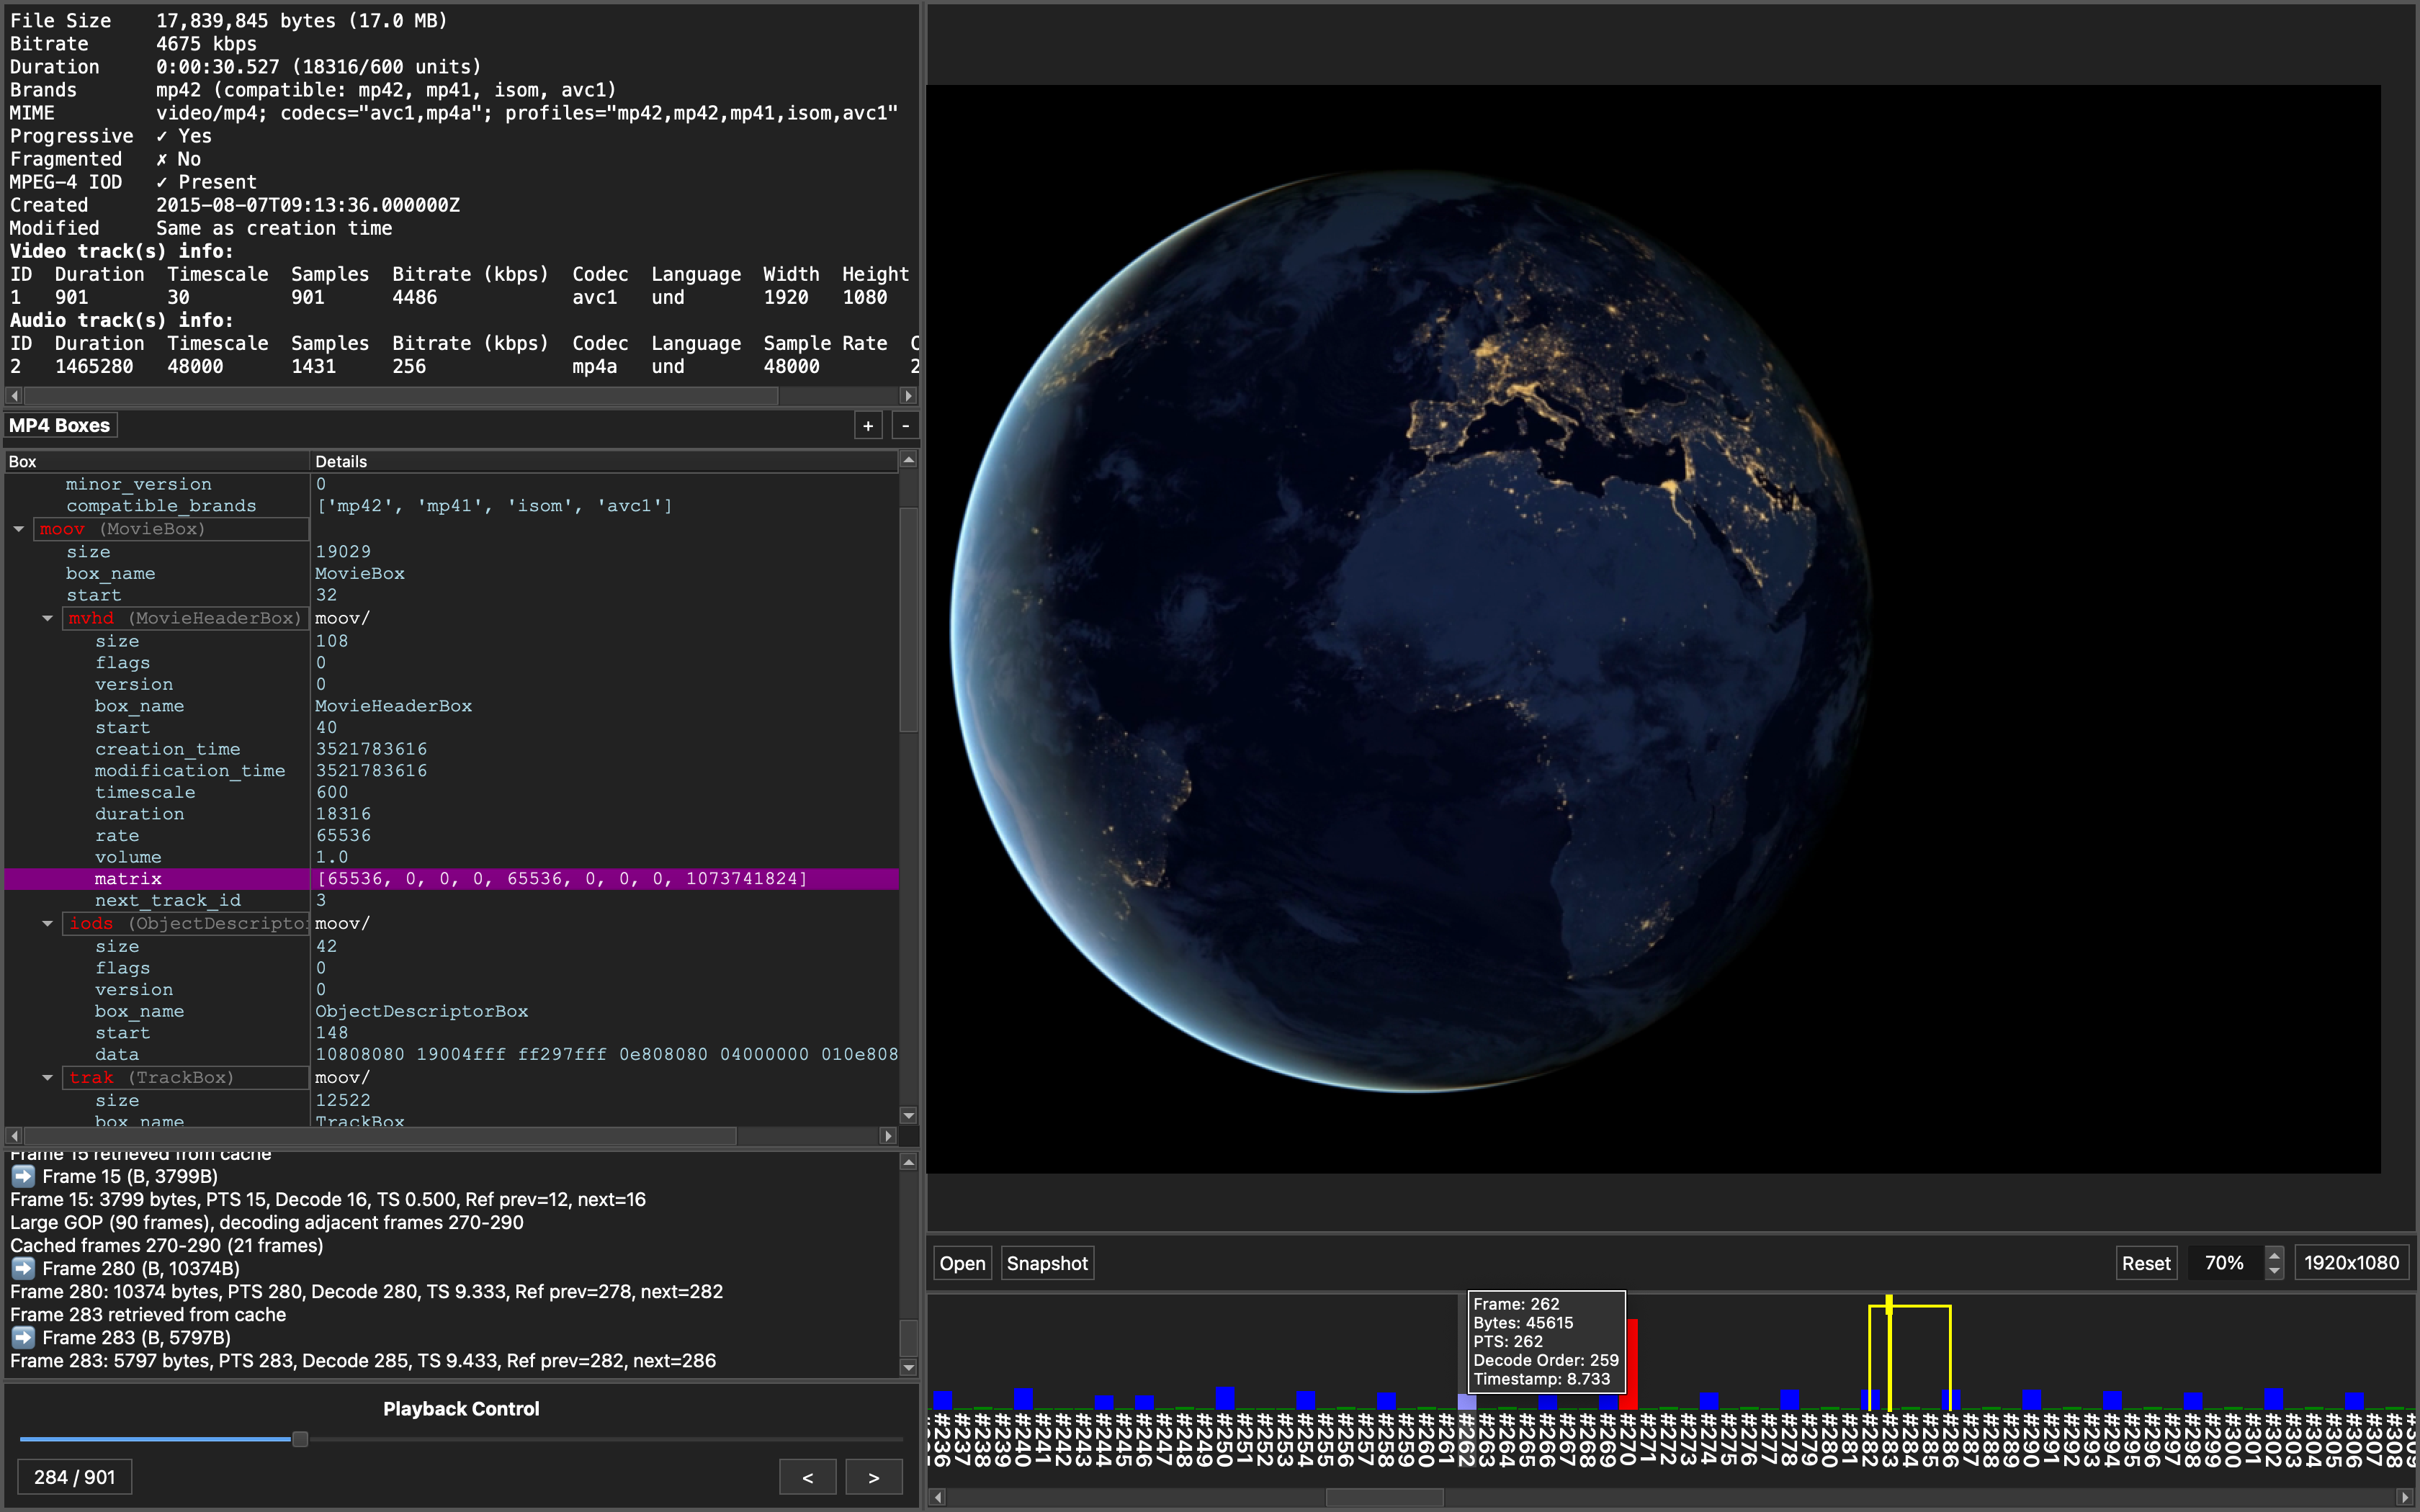 File Size 17,839,845 bytes (17.0 MB)
Bitrate 4675 kbps
Duration 0:00:30.527 (18316/600 units)
Brands mp42 (compatible: mp42, mp41, isom, avc1)
MIME video/mp4; codecs="avc1,mp4a"; profiles="mp42,mp42,mp41,isom,avc1"
Progressive ✓ Yes
Fragmented ✗ No
MPEG-4 IOD ✓ Present
Created 2015-08-07T09:13:36.000000Z
Modified Same as creation time
Video track(s) info:
ID Duration Timescale Samples Bitrate (kbps) Codec Language Width Height
1 901 30 901 4486 avc1 und 1920 1080
Audio track(s) info:
ID Duration Timescale Samples Bitrate (kbps) Codec Language Sample Rate C
2 1465280 48000 1431 256 mp4a und 48000 2
MP4 Boxes + -
Box Details
minor_version 0
compatible_brands ['mp42', 'mp41', 'isom', 'avc1']
moov (MovieBox)
size 19029
box_name MovieBox
start 32
mvhd (MovieHeaderBox) moov/
size 108
flags 0
version 0
box_name MovieHeaderBox
start 40
creation_time 3521783616
modification_time 3521783616
timescale 600
duration 18316
rate 65536
volume 1.0
matrix [65536, 0, 0, 0, 65536, 0, 0, 0, 1073741824]
next_track_id 3
iods (ObjectDescripto moov/
size 42
flags 0
version 0
box_name ObjectDescriptorBox
start 148
data 10808080 19004fff ff297fff 0e808080 04000000 010e808
trak (TrackBox) moov/
size 12522
box_name TrackBox
Frame 15 retrieved from cache
➡ Frame 15 (B, 3799B)
Frame 15: 3799 bytes, PTS 15, Decode 16, TS 0.500, Ref prev=12, next=16
Large GOP (90 frames), decoding adjacent frames 270-290
Cached frames 270-290 (21 frames)
➡ Frame 280 (B, 10374B)
Frame 280: 10374 bytes, PTS 280, Decode 280, TS 9.333, Ref prev=278, next=282
Frame 283 retrieved from cache
➡ Frame 283 (B, 5797B)
Frame 283: 5797 bytes, PTS 283, Decode 285, TS 9.433, Ref prev=282, next=286
Playback Control
284 / 901 < >
Open Snapshot Reset 70% 1920x1080
Frame: 262
Bytes: 45615
PTS: 262
Decode Order: 259
Timestamp: 8.733
#236 #237 #238 #239 #240 #241 #242 #243 #244 #245 #246 #247 #248 #249 #250 #251 #252 #253 #254 #255 #256 #257 #258 #259 #260 #261 #262 #263 #264 #265 #266 #267 #268 #269 #270 #271 #272 #273 #274 #275 #276 #277 #278 #279 #280 #281 #282 #283 #284 #285 #286 #287 #288 #289 #290 #291 #292 #293 #294 #295 #296 #297 #298 #299 #300 #301 #302 #303 #304 #305 #306 #307 #308